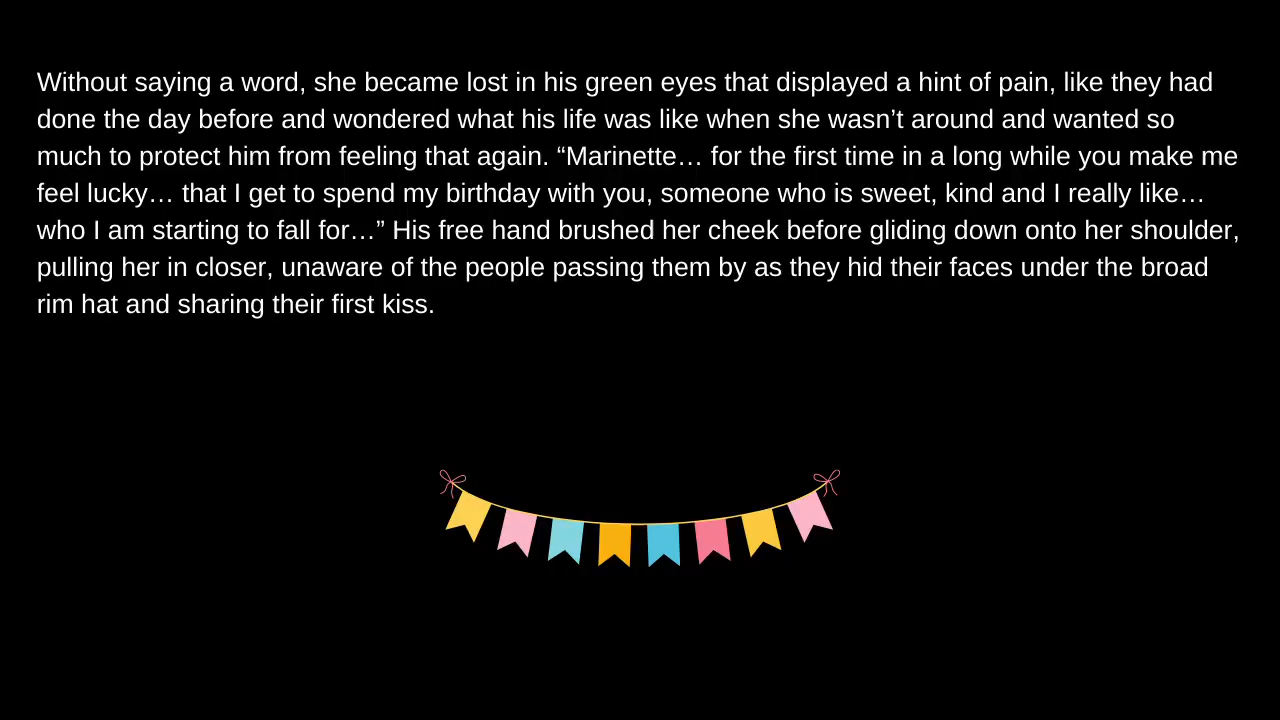 Without saying a word, she became lost in his green eyes that displayed a hint of pain, like they had
done the day before and wondered what his life was like when she wasn’t around and wanted so
much to protect him from feeling that again. “Marinette… for the first time in a long while you make me
feel lucky… that I get to spend my birthday with you, someone who is sweet, kind and I really like…
who I am starting to fall for…” His free hand brushed her cheek before gliding down onto her shoulder,
pulling her in closer, unaware of the people passing them by as they hid their faces under the broad
rim hat and sharing their first kiss.